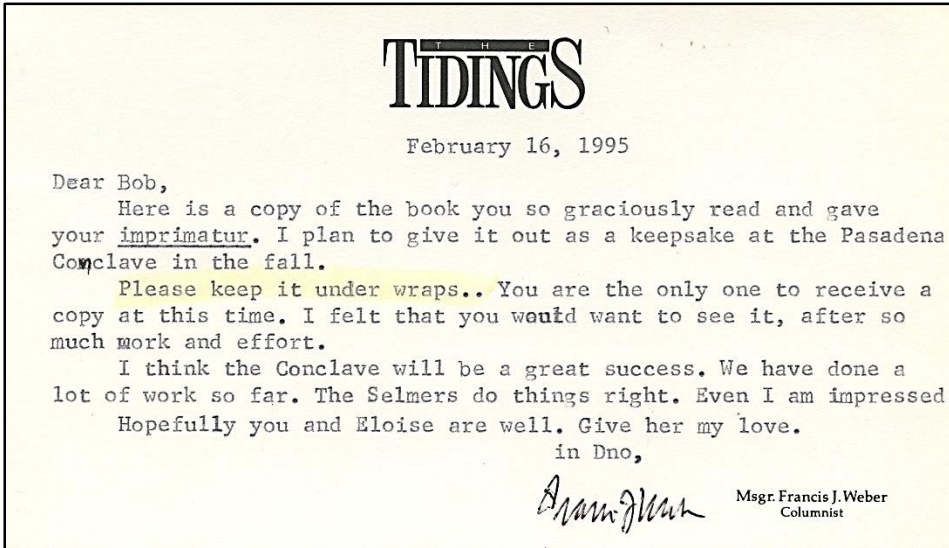 THE
TIDINGS
February 16, 1995
Dear Bob,
Here is a copy of the book you so graciously read and gave
your imprimatur. I plan to give it out as a keepsake at the Pasadena
Conclave in the fall.
Please keep it under wraps.. You are the only one to receive a
copy at this time. I felt that you would want to see it, after so
much work and effort.
I think the Conclave will be a great success. We have done a
lot of work so far. The Selmers do things right. Even I am impressed
Hopefully you and Eloise are well. Give her my love.
in Dno,
Msgr. Francis J. Weber
Columnist